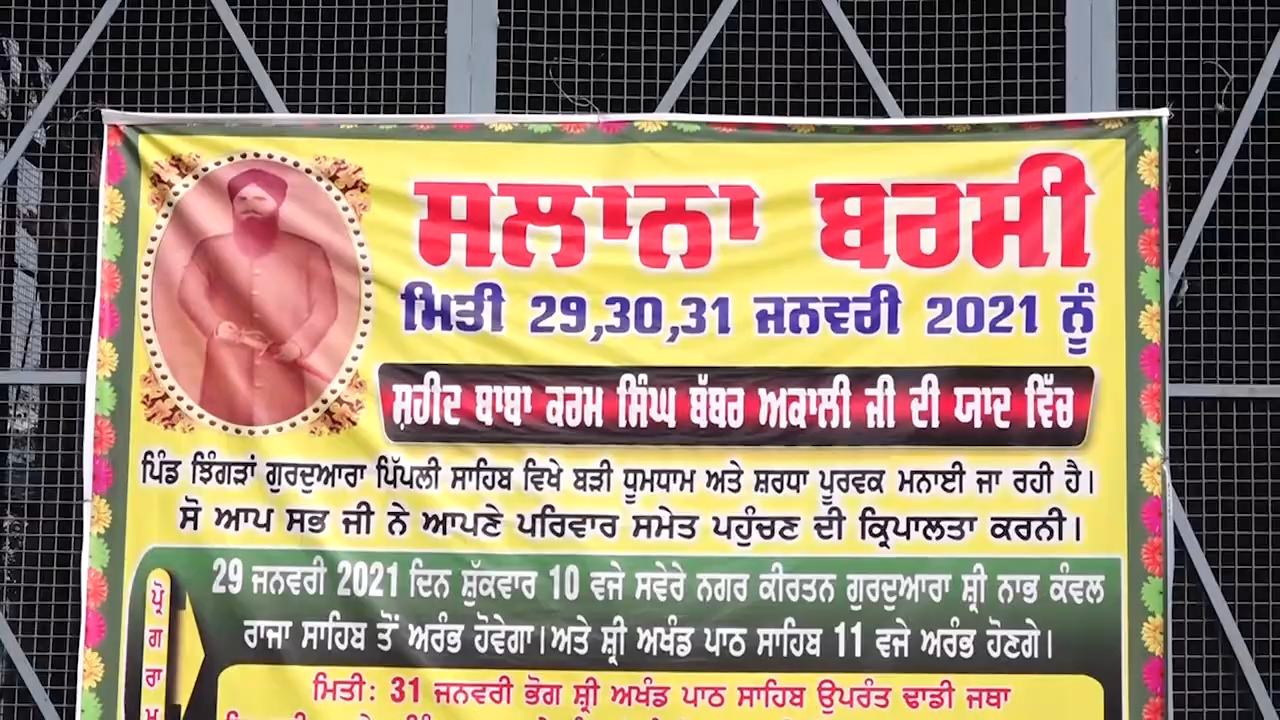 ਸਲਾਨਾ ਬਰਸੀ
ਮਿਤੀ 29,30,31 ਜਨਵਰੀ 2021 ਨੂੰ
ਸ਼ਹੀਦ ਬਾਬਾ ਕਰਮ ਸਿੰਘ ਬੱਬਰ ਅਕਾਲੀ ਜੀ ਦੀ ਯਾਦ ਵਿੱਚ
ਪਿੰਡ ਝਿੰਗੜਾਂ ਗੁਰਦੁਆਰਾ ਪਿੱਪਲੀ ਸਾਹਿਬ ਵਿਖੇ ਬੜੀ ਧੂਮਧਾਮ ਅਤੇ ਸ਼ਰਧਾ ਪੂਰਵਕ ਮਨਾਈ ਜਾ ਰਹੀ ਹੈ।
ਸੋ ਆਪ ਸਭ ਜੀ ਨੇ ਆਪਣੇ ਪਰਿਵਾਰ ਸਮੇਤ ਪਹੁੰਚਣ ਦੀ ਕ੍ਰਿਪਾਲਤਾ ਕਰਨੀ।
ਪ੍ਰੋਗਰਾਮ
29 ਜਨਵਰੀ 2021 ਦਿਨ ਸ਼ੁੱਕਵਾਰ 10 ਵਜੇ ਸਵੇਰੇ ਨਗਰ ਕੀਰਤਨ ਗੁਰਦੁਆਰਾ ਸ਼੍ਰੀ ਨਾਭ ਕੰਵਲ
ਰਾਜਾ ਸਾਹਿਬ ਤੋਂ ਅਰੰਭ ਹੋਵੇਗਾ।ਅਤੇ ਸ਼੍ਰੀ ਅਖੰਡ ਪਾਠ ਸਾਹਿਬ 11 ਵਜੇ ਅਰੰਭ ਹੋਣਗੇ।
ਮਿਤੀ: 31 ਜਨਵਰੀ ਭੋਗ ਸ਼੍ਰੀ ਅਖੰਡ ਪਾਠ ਸਾਹਿਬ ਉਪਰੰਤ ਢਾਡੀ ਜਥਾ